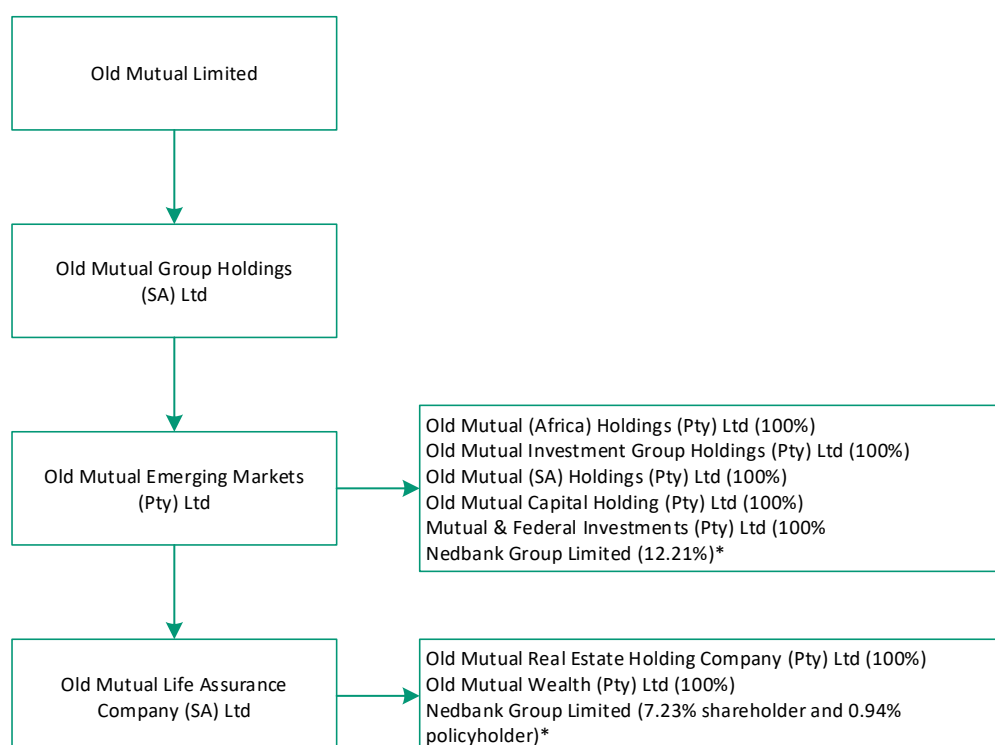 Old Mutual Limited
Old Mutual Group Holdings
(SA) Ltd
Old Mutual Emerging Markets
(Pty) Ltd
Old Mutual (Africa) Holdings (Pty) Ltd (100%)
Old Mutual Investment Group Holdings (Pty) Ltd (100%)
Old Mutual (SA) Holdings (Pty) Ltd (100%)
Old Mutual Capital Holding (Pty) Ltd (100%)
Mutual & Federal Investments (Pty) Ltd (100%
Nedbank Group Limited (12.21%)*
Old Mutual Life Assurance
Company (SA) Ltd
Old Mutual Real Estate Holding Company (Pty) Ltd (100%)
Old Mutual Wealth (Pty) Ltd (100%)
Nedbank Group Limited (7.23% shareholder and 0.94%
policyholder)*